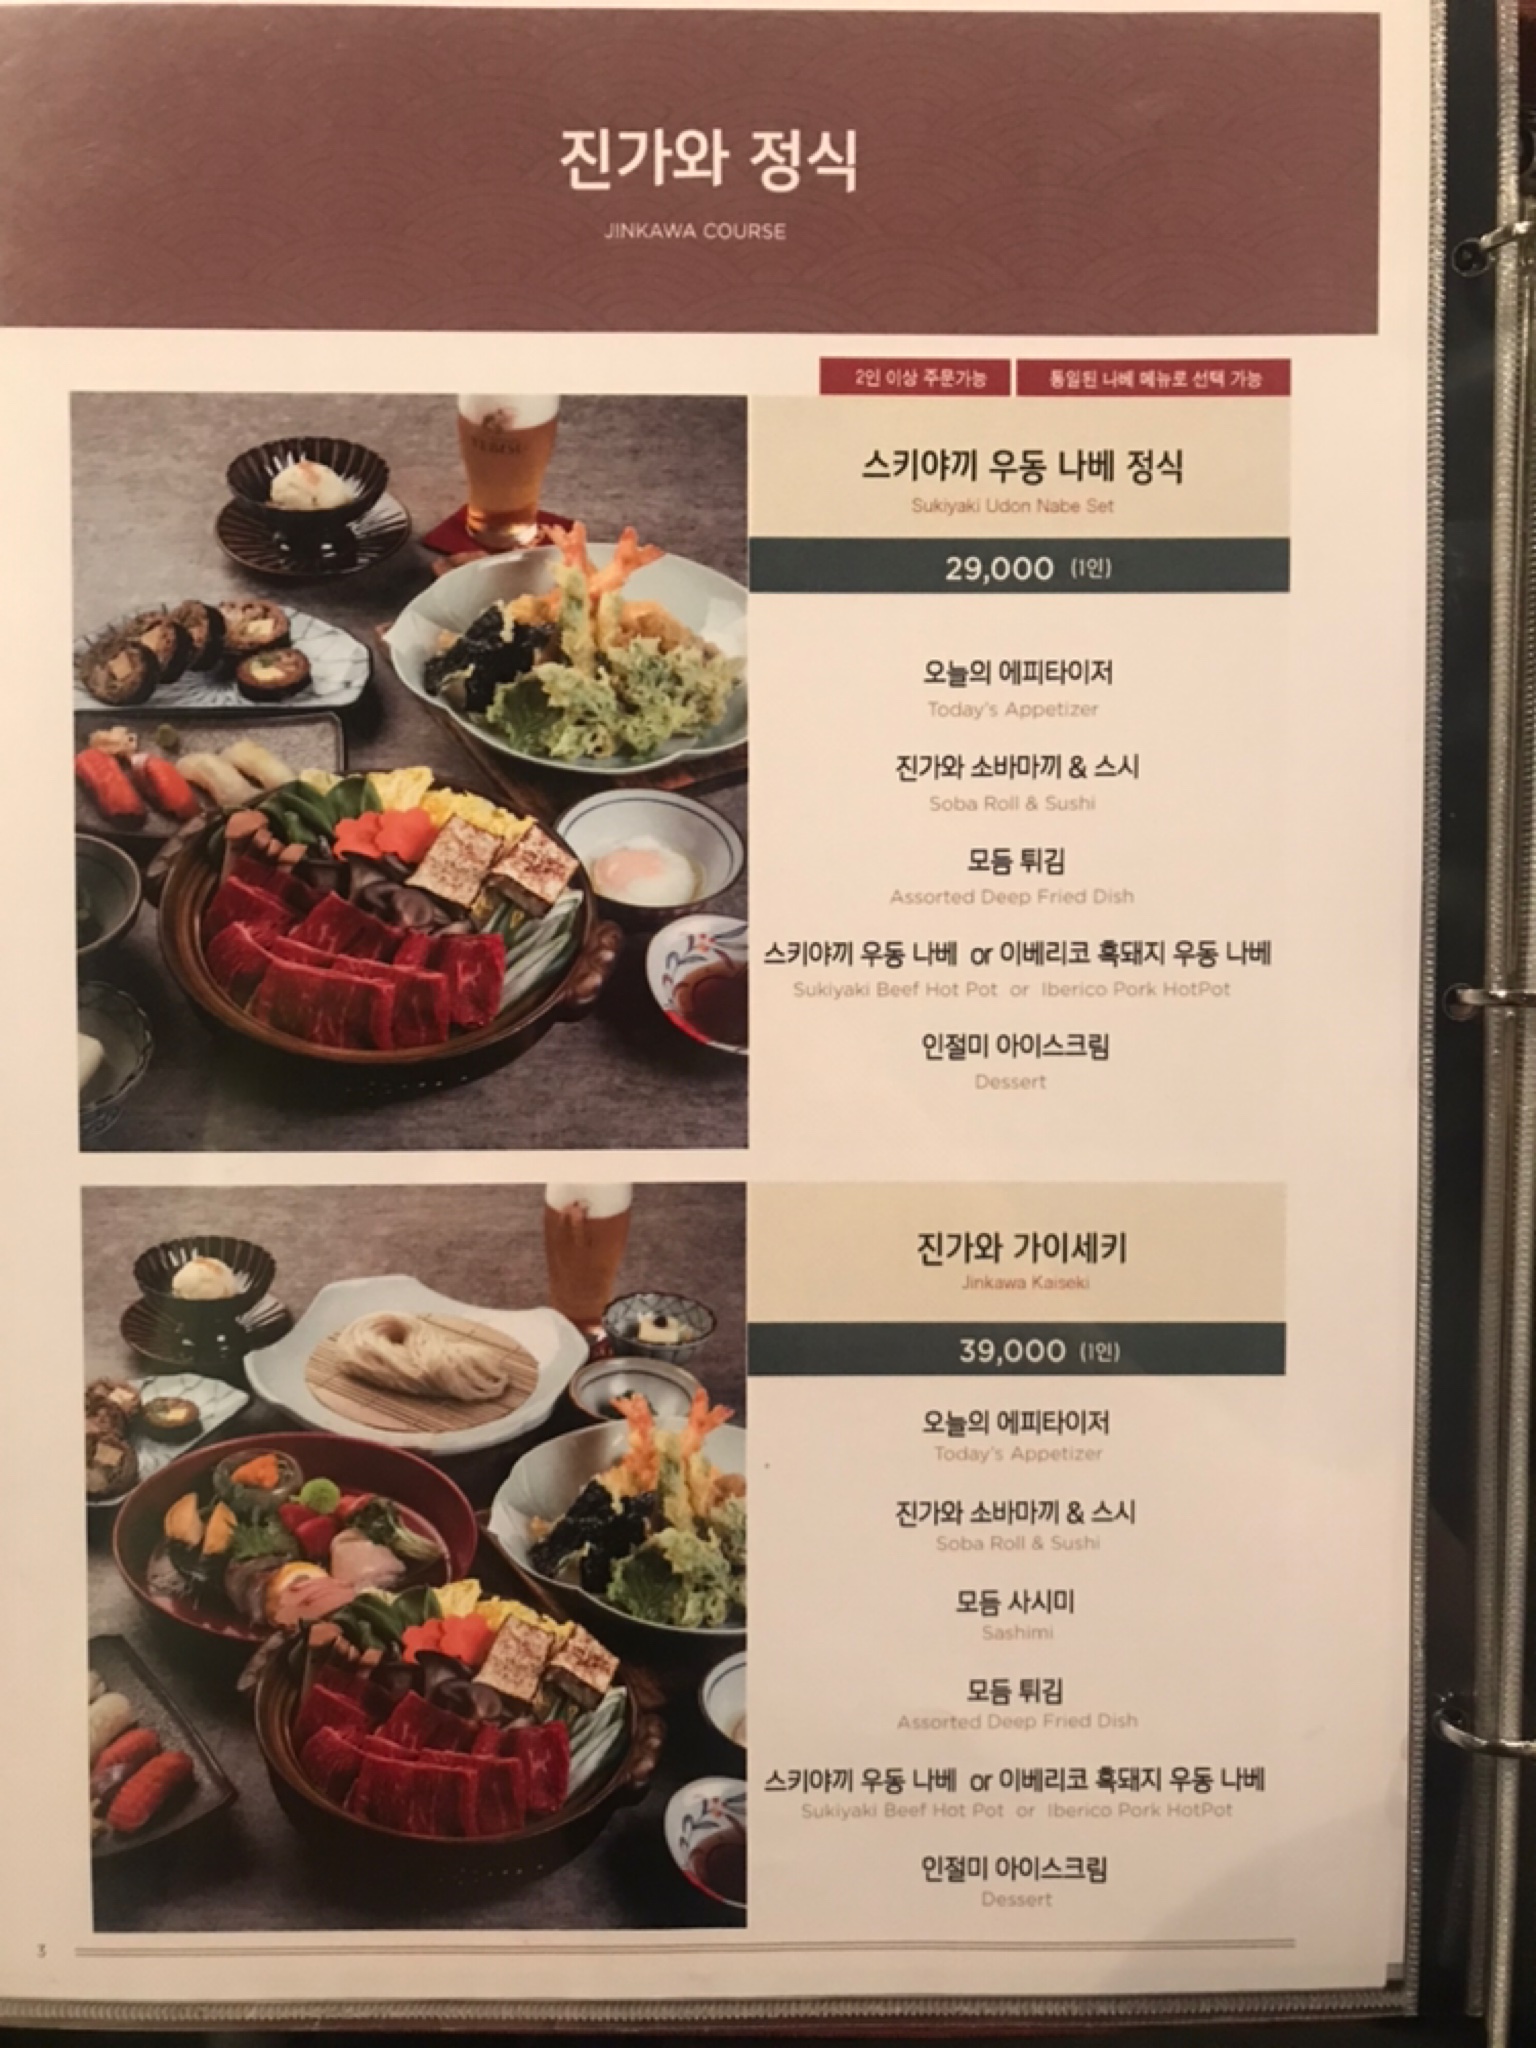 진가와 정식
JINKAWA COURSE
2인 이상 주문가능
통일된 나베 메뉴로 선택 가능
스키야끼 우동 나베 정식
Sukiyaki Udon Nabe Set
29,000 (1인)
오늘의 에피타이저
Today's Appetizer
진가와 소바마끼 & 스시
Soba Roll & Sushi
모듬 튀김
Assorted Deep Fried Dish
스키야끼 우동 나베 or 이베리코 흑돼지 우동 나베
Sukiyaki Beef Hot Pot or Iberico Pork HotPot
인절미 아이스크림
Dessert
진가와 가이세키
Jinkawa Kaiseki
39,000 (1인)
오늘의 에피타이저
Today's Appetizer
진가와 소바마끼 & 스시
Soba Roll & Sushi
모듬 사시미
Sashimi
모듬 튀김
Assorted Deep Fried Dish
스키야끼 우동 나베 or 이베리코 흑돼지 우동 나베
Sukiyaki Beef Hot Pot or Iberico Pork HotPot
인절미 아이스크림
Dessert
3